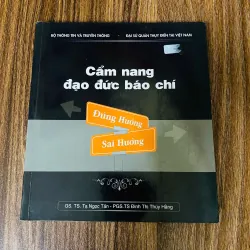 BỘ THÔNG TIN VÀ TRUYỀN THÔNG - ĐẠI SỨ QUÁN THỤY ĐIỂN TẠI VIỆT NAM
Cẩm nang
đạo đức báo chí
Đúng Hướng
Sai Hướng
GS. TS. Tạ Ngọc Tấn - PGS.TS Đinh Thị Thúy Hằng